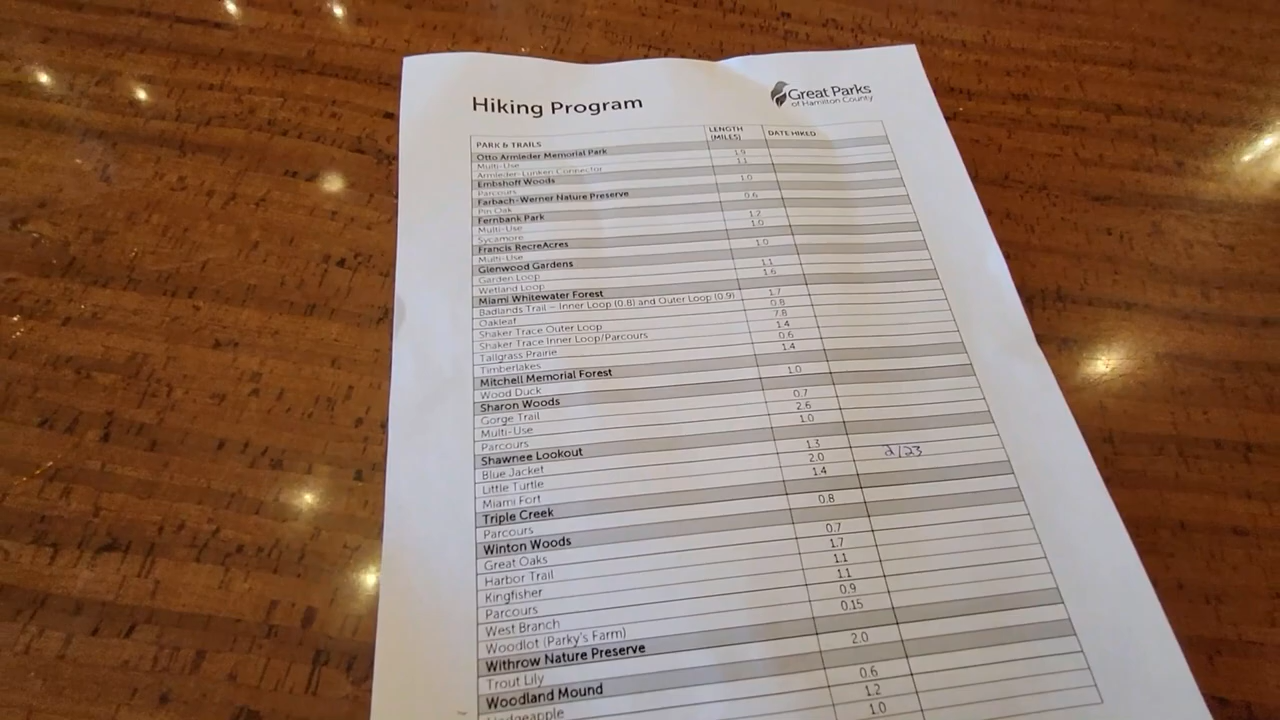 Hiking Program
Great Parks
of Hamilton County
PARK & TRAILS LENGTH (MILES) DATE HIKED
Otto Armleder Memorial Park
Multi-Use 1.9
Armleder-Lunken Connector 1.1
Embshoff Woods
Parcours 1.0
Farbach-Werner Nature Preserve
Pin Oak 0.6
Fernbank Park
Multi-Use 1.2
Sycamore 1.0
Francis RecreAcres
Multi-Use 1.0
Glenwood Gardens
Garden Loop 1.1
Wetland Loop 1.6
Miami Whitewater Forest
Badlands Trail – Inner Loop (0.8) and Outer Loop (0.9) 1.7
Oakleaf 0.8
Shaker Trace Outer Loop 7.8
Shaker Trace Inner Loop/Parcours 1.4
Tallgrass Prairie 0.6
Timberlakes 1.4
Mitchell Memorial Forest
Wood Duck 1.0
Sharon Woods
Gorge Trail 0.7
Multi-Use 2.6
Parcours 1.0
Shawnee Lookout
Blue Jacket 1.3
Little Turtle 2.0 2/23
Miami Fort 1.4
Triple Creek
Parcours 0.8
Winton Woods
Great Oaks 0.7
Harbor Trail 1.7
Kingfisher 1.1
Parcours 1.1
West Branch 0.9
Woodlot (Parky's Farm) 0.15
Withrow Nature Preserve
Trout Lily 2.0
Woodland Mound
Hedgeapple 0.6
1.2
1.0